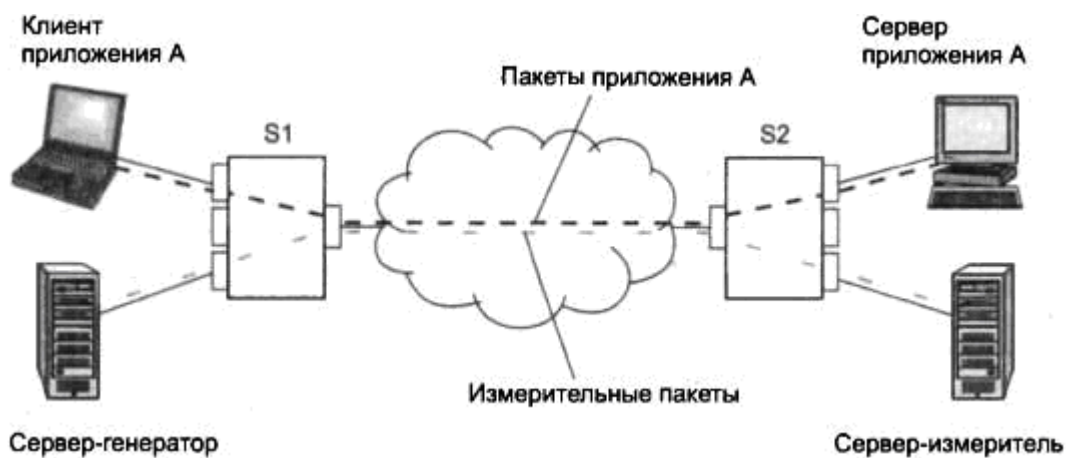 Клиент
приложения А
Сервер
приложения А
Пакеты приложения А
S1
S2
Измерительные пакеты
Сервер-генератор
Сервер-измеритель